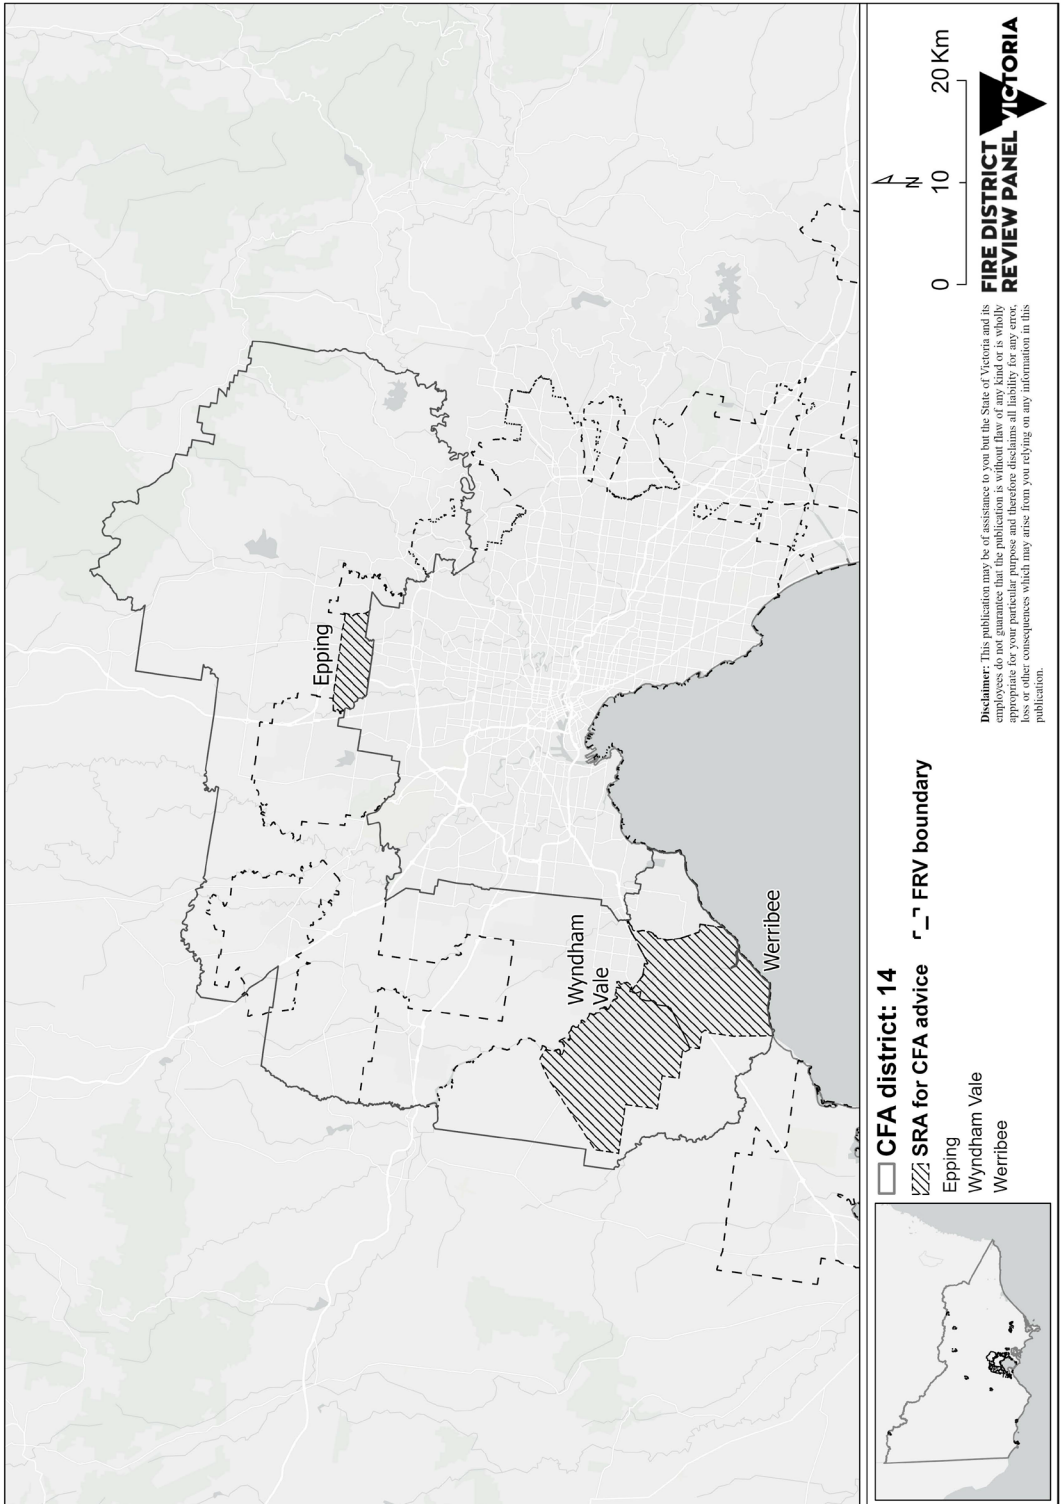 Epping
Wyndham
Vale
Werribee
CFA district: 14
SRA for CFA advice
FRV boundary
Epping
Wyndham Vale
Werribee
N
0 10 20 Km
Disclaimer: This publication may be of assistance to you but the State of Victoria and its
employees do not guarantee that the publication is without flaw of any kind or is wholly
appropriate for your particular purpose and therefore disclaims all liability for any error,
loss or other consequences which may arise from you relying on any information in this
publication.
FIRE DISTRICT
REVIEW PANEL VICTORIA